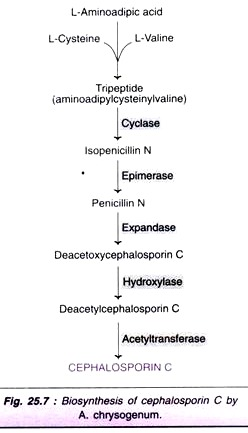 L-Aminoadipic acid
L-Cysteine L-Valine
Tripeptide
(aminoadipylcysteinylvaline)
Cyclase
Isopenicillin N
Epimerase
Penicillin N
Expandase
Deacetoxycephalosporin C
Hydroxylase
Deacetylcephalosporin C
Acetyltransferase
CEPHALOSPORIN C
Fig. 25.7 : Biosynthesis of cephalosporin C by
A. chrysogenum.